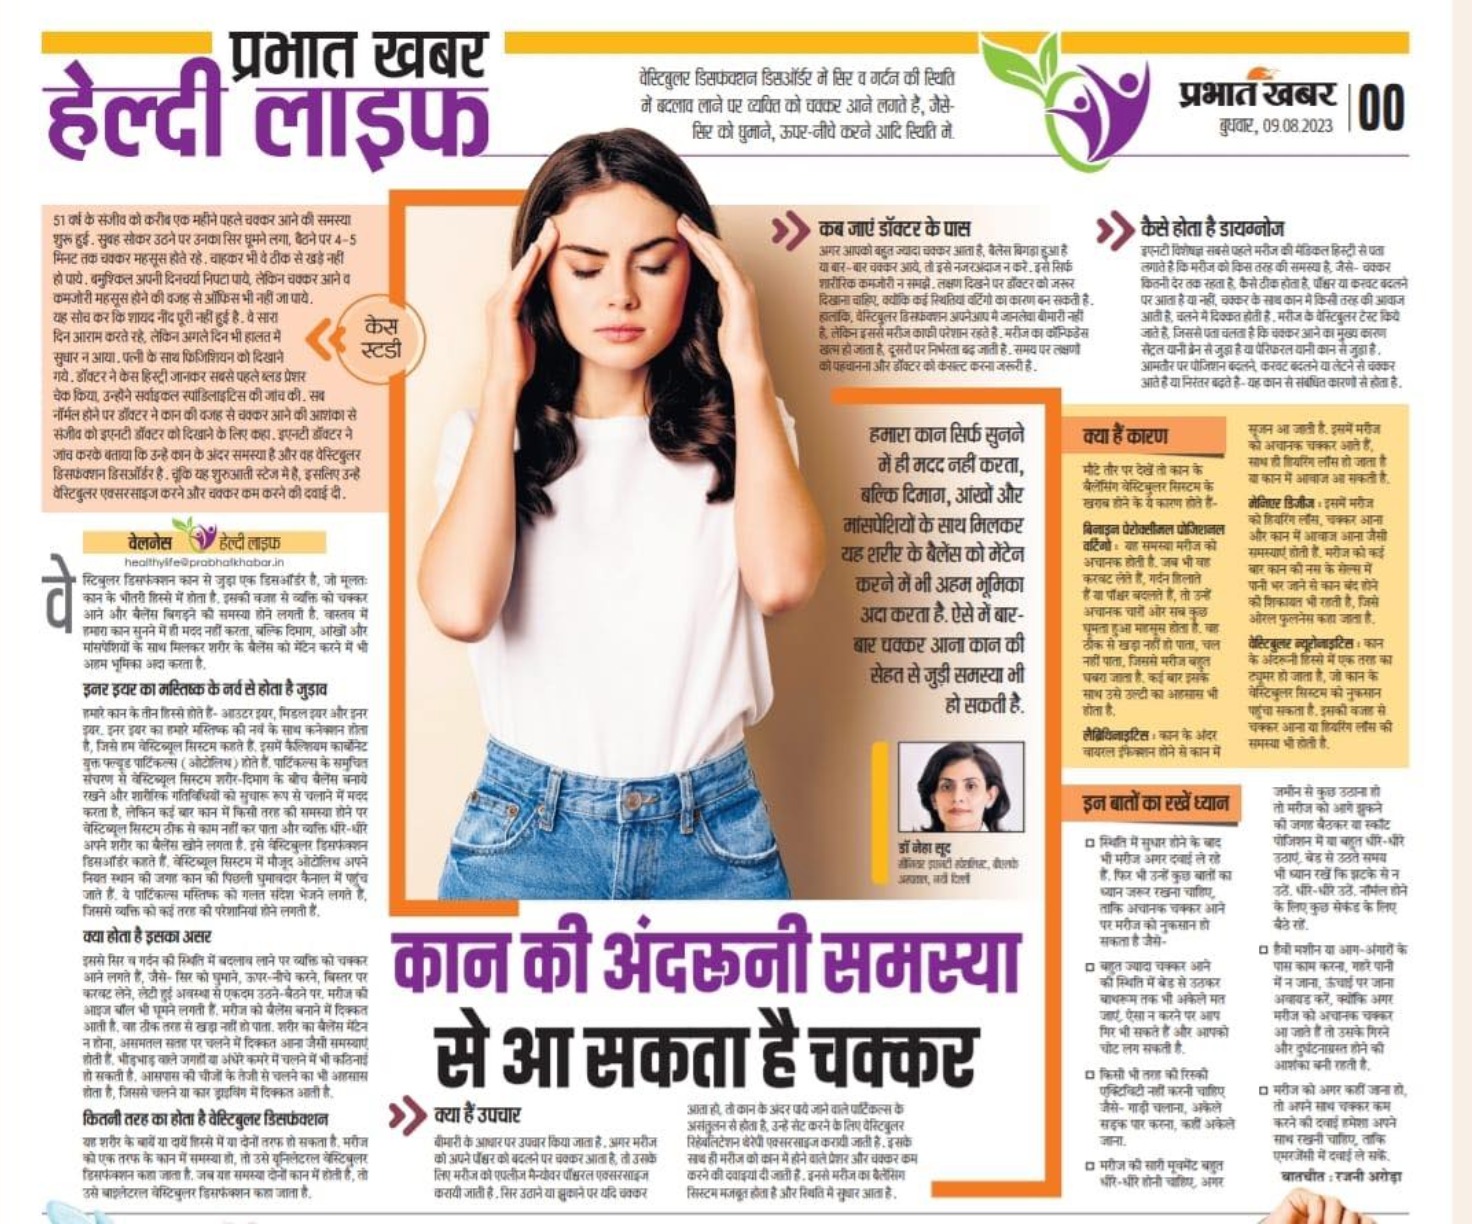 प्रभात खबर
हेल्दी लाइफ
वेस्टिबुलर डिसफंक्शन डिसऑर्डर में सिर व गर्दन की स्थिति
में बदलाव लाने पर व्यक्ति को चक्कर आने लगते हैं, जैसे-
सिर को घुमाने, ऊपर-नीचे करने आदि स्थिति में.
प्रभात खबर
बुधवार, 09.08.2023
00
51 वर्ष के संजीव को करीब एक महीने पहले चक्कर आने की समस्या
शुरू हुई. सुबह सोकर उठने पर उनका सिर घूमने लगा, बैठने पर 4-5
मिनट तक चक्कर महसूस होते रहे. चाहकर भी वे ठीक से खड़े नहीं
हो पाये. बमुश्किल अपनी दिनचर्या निपटा पाये, लेकिन चक्कर आने व
कमजोरी महसूस होने की वजह से ऑफिस भी नहीं जा पाये.
यह सोच कर कि शायद नींद पूरी नहीं हुई है. वे सारा
दिन आराम करते रहे, लेकिन अगले दिन भी हालत में
सुधार न आया. पत्नी के साथ फिजिशियन को दिखाने
गये. डॉक्टर ने केस हिस्ट्री जानकर सबसे पहले ब्लड प्रेशर
चेक किया, उन्होंने सर्वाइकल स्पांडिलाइटिस की जांच की. सब
नॉर्मल होने पर डॉक्टर ने कान की वजह से चक्कर आने की आशंका से
संजीव को इएनटी डॉक्टर को दिखाने के लिए कहा. इएनटी डॉक्टर ने
जांच करके बताया कि उन्हें कान के अंदर समस्या है और वह वेस्टिबुलर
डिसफंक्शन डिसऑर्डर है. चूंकि यह शुरुआती स्टेज में है, इसलिए उन्हें
वेस्टिबुलर एक्सरसाइज करने और चक्कर कम करने की दवाई दी.
केस
स्टडी
वेलनेस हेल्दी लाइफ
healthylife@prabhatkhabar.in
वेस्टिबुलर डिसफंक्शन कान से जुड़ा एक डिसऑर्डर है, जो मूलतः
कान के भीतरी हिस्से में होता है. इसकी वजह से व्यक्ति को चक्कर
आने और बैलेंस बिगड़ने की समस्या होने लगती है. वास्तव में
हमारा कान सुनने में ही मदद नहीं करता, बल्कि दिमाग, आंखों और
मांसपेशियों के साथ मिलकर शरीर के बैलेंस को मेंटेन करने में भी
अहम भूमिका अदा करता है.
इनर इयर का मस्तिष्क के नर्व से होता है जुड़ाव
हमारे कान के तीन हिस्से होते हैं- आउटर इयर, मिडल इयर और इनर
इयर. इनर इयर का हमारे मस्तिष्क की नर्व के साथ कनेक्शन होता
है, जिसे हम वेस्टिब्यूल सिस्टम कहते हैं. इसमें कैल्शियम कार्बोनेट
युक्त फ्ल्यूड पार्टिकल्स ( ओटोलिथ ) होते हैं. पार्टिकल्स के समुचित
संचरण से वेस्टिब्यूल सिस्टम शरीर-दिमाग के बीच बैलेंस बनाये
रखने और शारीरिक गतिविधियों को सुचारू रूप से चलाने में मदद
करता है, लेकिन कई बार कान में किसी तरह की समस्या होने पर
वेस्टिब्यूल सिस्टम ठीक से काम नहीं कर पाता और व्यक्ति धीरे-धीरे
अपने शरीर का बैलेंस खोने लगता है. इसे वेस्टिबुलर डिसफंक्शन
डिसऑर्डर कहते हैं. वेस्टिब्यूल सिस्टम में मौजूद ओटोलिथ अपने
नियत स्थान की जगह कान की पिछली घुमावदार कैनाल में पहुंच
जाते हैं. ये पार्टिकल्स मस्तिष्क को गलत संदेश भेजने लगते हैं,
जिससे व्यक्ति को कई तरह की परेशानियां होने लगती हैं.
क्या होता है इसका असर
इससे सिर व गर्दन की स्थिति में बदलाव लाने पर व्यक्ति को चक्कर
आने लगते हैं, जैसे- सिर को घुमाने, ऊपर-नीचे करने, बिस्तर पर
करवट लेने, लेटी हुई अवस्था से एकदम उठने-बैठने पर. मरीज की
आइज बॉल भी घूमने लगती हैं. मरीज को बैलेंस बनाने में दिक्कत
आती है. वह ठीक तरह से खड़ा नहीं हो पाता. शरीर का बैलेंस मेंटेन
न होना, असमतल सतह पर चलने में दिक्कत आना जैसी समस्याएं
होती हैं. भीड़भाड़ वाले जगहों या अंधेरे कमरे में चलने में भी कठिनाई
हो सकती है. आसपास की चीजों के तेजी से चलने का भी अहसास
होता है, जिससे चलने या कार ड्राइविंग में दिक्कत आती है.
कितनी तरह का होता है वेस्टिबुलर डिसफंक्शन
यह शरीर के बायें या दायें हिस्से में या दोनों तरफ हो सकता है. मरीज
को एक तरफ के कान में समस्या हो, तो उसे यूनिलेटरल वेस्टिबुलर
डिसफंक्शन कहा जाता है. जब यह समस्या दोनों कान में होती है, तो
उसे बाइलेटरल वेस्टिबुलर डिसफंक्शन कहा जाता है.
कब जाएं डॉक्टर के पास
अगर आपको बहुत ज्यादा चक्कर आता है, बैलेंस बिगड़ा हुआ है
या बार-बार चक्कर आये, तो इसे नजरअंदाज न करें. इसे सिर्फ
शारीरिक कमजोरी न समझें. लक्षण दिखने पर डॉक्टर को जरूर
दिखाना चाहिए, क्योंकि कई स्थितियां वर्टिगो का कारण बन सकती हैं.
हालांकि, वेस्टिबुलर डिसफंक्शन अपनेआप में जानलेवा बीमारी नहीं
है, लेकिन इससे मरीज काफी परेशान रहते हैं. मरीज का कॉन्फिडेंस
खत्म हो जाता है, दूसरों पर निर्भरता बढ़ जाती है. समय पर लक्षणों
को पहचानना और डॉक्टर को कंसल्ट करना जरूरी है.
कैसे होता है डायग्नोज
इएनटी विशेषज्ञ सबसे पहले मरीज की मेडिकल हिस्ट्री से पता
लगाते हैं कि मरीज को किस तरह की समस्या है, जैसे- चक्कर
कितनी देर तक रहता है, कैसे ठीक होता है, पॉश्चर या करवट बदलने
पर आता है या नहीं, चक्कर के साथ कान में किसी तरह की आवाज
आती है, चलने में दिक्कत होती है. मरीज के वेस्टिबुलर टेस्ट किये
जाते हैं, जिससे पता चलता है कि चक्कर आने का मुख्य कारण
सेंट्रल यानी ब्रेन से जुड़ा है या पेरिफरल यानी कान से जुड़ा है.
आमतौर पर पोजिशन बदलने, करवट बदलने या लेटने से चक्कर
आते हैं या निरंतर बढ़ते हैं- यह कान से संबंधित कारणों से होता है.
हमारा कान सिर्फ सुनने
में ही मदद नहीं करता,
बल्कि दिमाग, आंखों और
मांसपेशियों के साथ मिलकर
यह शरीर के बैलेंस को मेंटेन
करने में भी अहम भूमिका
अदा करता है. ऐसे में बार-
बार चक्कर आना कान की
सेहत से जुड़ी समस्या भी
हो सकती है.
डॉ नेहा सूद
सीनियर इएनटी स्पेशलिस्ट, बीएलके
अस्पताल, नयी दिल्ली
क्या हैं कारण
मोटे तौर पर देखें तो कान के
बैलेंसिंग वेस्टिबुलर सिस्टम के
खराब होने के ये कारण होते हैं-
बिनाइन पेरोक्सीमल पोजिशनल
वर्टिगो : यह समस्या मरीज को
अचानक होती है. जब भी वह
करवट लेते हैं, गर्दन हिलाते
हैं या पॉश्चर बदलते हैं, तो उन्हें
अचानक चारों ओर सब कुछ
घूमता हुआ महसूस होता है. वह
ठीक से खड़ा नहीं हो पाता, चल
नहीं पाता, जिससे मरीज बहुत
घबरा जाता है. कई बार इसके
साथ उसे उल्टी का अहसास भी
होता है.
लैब्रिंथिनाइटिस : कान के अंदर
वायरल इंफेक्शन होने से कान में
सूजन आ जाती है. इसमें मरीज
को अचानक चक्कर आते हैं,
साथ ही हियरिंग लॉस हो जाता है
या कान में आवाज आ सकती है.
मेनिएर डिजीज : इसमें मरीज
को हियरिंग लॉस, चक्कर आना
और कान में आवाज आना जैसी
समस्याएं होती हैं. मरीज को कई
बार कान की नस के सेल्स में
पानी भर जाने से कान बंद होने
की शिकायत भी रहती है, जिसे
ओरल फुलनेस कहा जाता है.
वेस्टिबुलर न्यूरोनाइटिस : कान
के अंदरूनी हिस्से में एक तरह का
ट्यूमर हो जाता है, जो कान के
वेस्टिबुलर सिस्टम को नुकसान
पहुंचा सकता है. इसकी वजह से
चक्कर आना या हियरिंग लॉस की
समस्या भी होती है.
इन बातों का रखें ध्यान
स्थिति में सुधार होने के बाद
भी मरीज अगर दवाई ले रहे
हैं, फिर भी उन्हें कुछ बातों का
ध्यान जरूर रखना चाहिए,
ताकि अचानक चक्कर आने
पर मरीज को नुकसान हो
सकता है जैसे-
बहुत ज्यादा चक्कर आने
की स्थिति में बेड से उठकर
बाथरूम तक भी अकेले मत
जाएं, ऐसा न करने पर आप
गिर भी सकते हैं और आपको
चोट लग सकती है.
किसी भी तरह की रिस्की
एक्टिविटी नहीं करनी चाहिए
जैसे- गाड़ी चलाना, अकेले
सड़क पार करना, कहीं अकेले
जाना.
मरीज की सारी मूवमेंट बहुत
धीरे-धीरे होनी चाहिए, अगर
जमीन से कुछ उठाना हो
तो मरीज को आगे झुकने
की जगह बैठकर या स्क्वॉट
पोजिशन में या बहुत धीरे-धीरे
उठाएं. बेड से उठते समय
भी ध्यान रखें कि झटके से न
उठें. धीरे-धीरे उठें. नॉर्मल होने
के लिए कुछ सेकंड के लिए
बैठे रहें.
हैवी मशीन या आग-अंगारों के
पास काम करना, गहरे पानी
में न जाना, ऊंचाई पर जाना
अवायड करें, क्योंकि अगर
मरीज को अचानक चक्कर
आ जाते हैं तो उसके गिरने
और दुर्घटनाग्रस्त होने की
आशंका बनी रहती है.
मरीज को अगर कहीं जाना हो,
तो अपने साथ चक्कर कम
करने की दवाई हमेशा अपने
साथ रखनी चाहिए, ताकि
एमरजेंसी में दवाई ले सकें.
बातचीत : रजनी अरोड़ा
कान की अंदरूनी समस्या
से आ सकता है चक्कर
क्या हैं उपचार
बीमारी के आधार पर उपचार किया जाता है. अगर मरीज
को अपने पॉश्चर को बदलने पर चक्कर आता है, तो उसके
लिए मरीज को एप्लीज मैन्योवर पॉश्चरल एक्सरसाइज
करायी जाती है. सिर उठाने या झुकाने पर यदि चक्कर
आता हो, तो कान के अंदर पाये जाने वाले पार्टिकल्स के
असंतुलन से होता है, उन्हें सेट करने के लिए वेस्टिबुलर
रिहेबलिटेशन थेरेपी एक्सरसाइज करायी जाती है. इसके
साथ ही मरीज को कान में होने वाले प्रेशर और चक्कर कम
करने की दवाइयां दी जाती हैं. इनसे मरीज का बैलेंसिंग
सिस्टम मजबूत होता है और स्थिति में सुधार आता है.